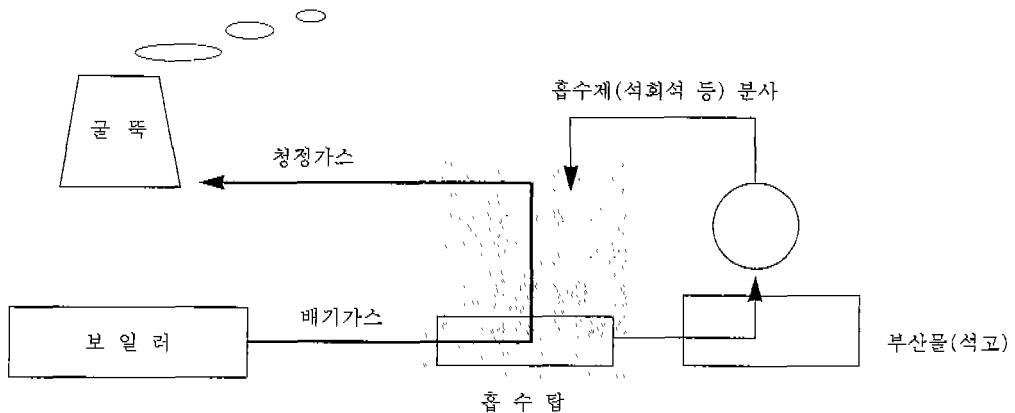 흡수제(석회석 등) 분사
굴 뚝
청정가스
배기가스
보 일 러
부산물(석고)
흡 수 탑